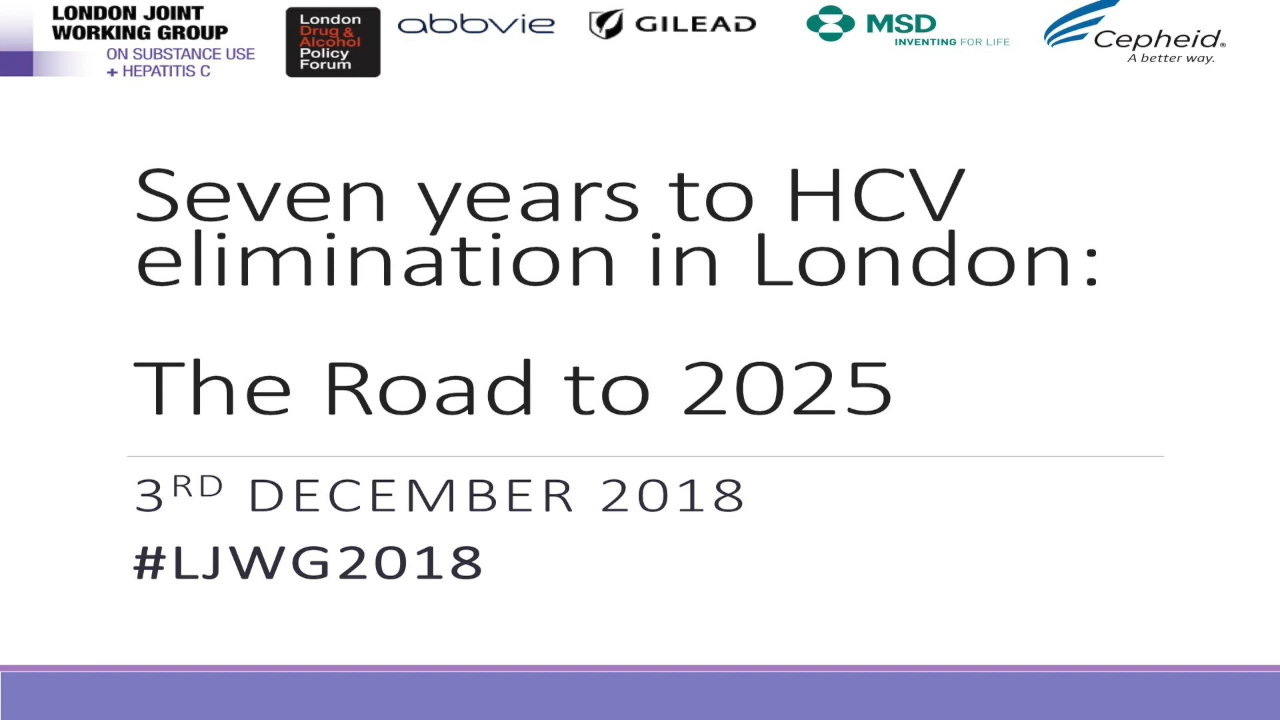 LONDON JOINT
WORKING GROUP
ON SUBSTANCE USE
+ HEPATITIS C
London
Drug &
Alcohol
Policy
Forum
abbvie
GILEAD
MSD
INVENTING FOR LIFE
Cepheid.
A better way.
Seven years to HCV
elimination in London:
The Road to 2025
3RD DECEMBER 2018
#LJWG2018